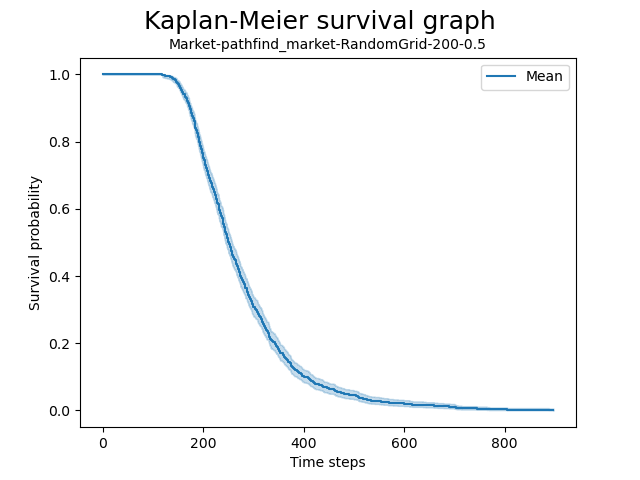 Kaplan-Meier survival graph
Market-pathfind_market-RandomGrid-200-0.5
Mean
1.0
0.8
0.6
0.4
0.2
0.0
Survival probability
0 200 400 600 800
Time steps